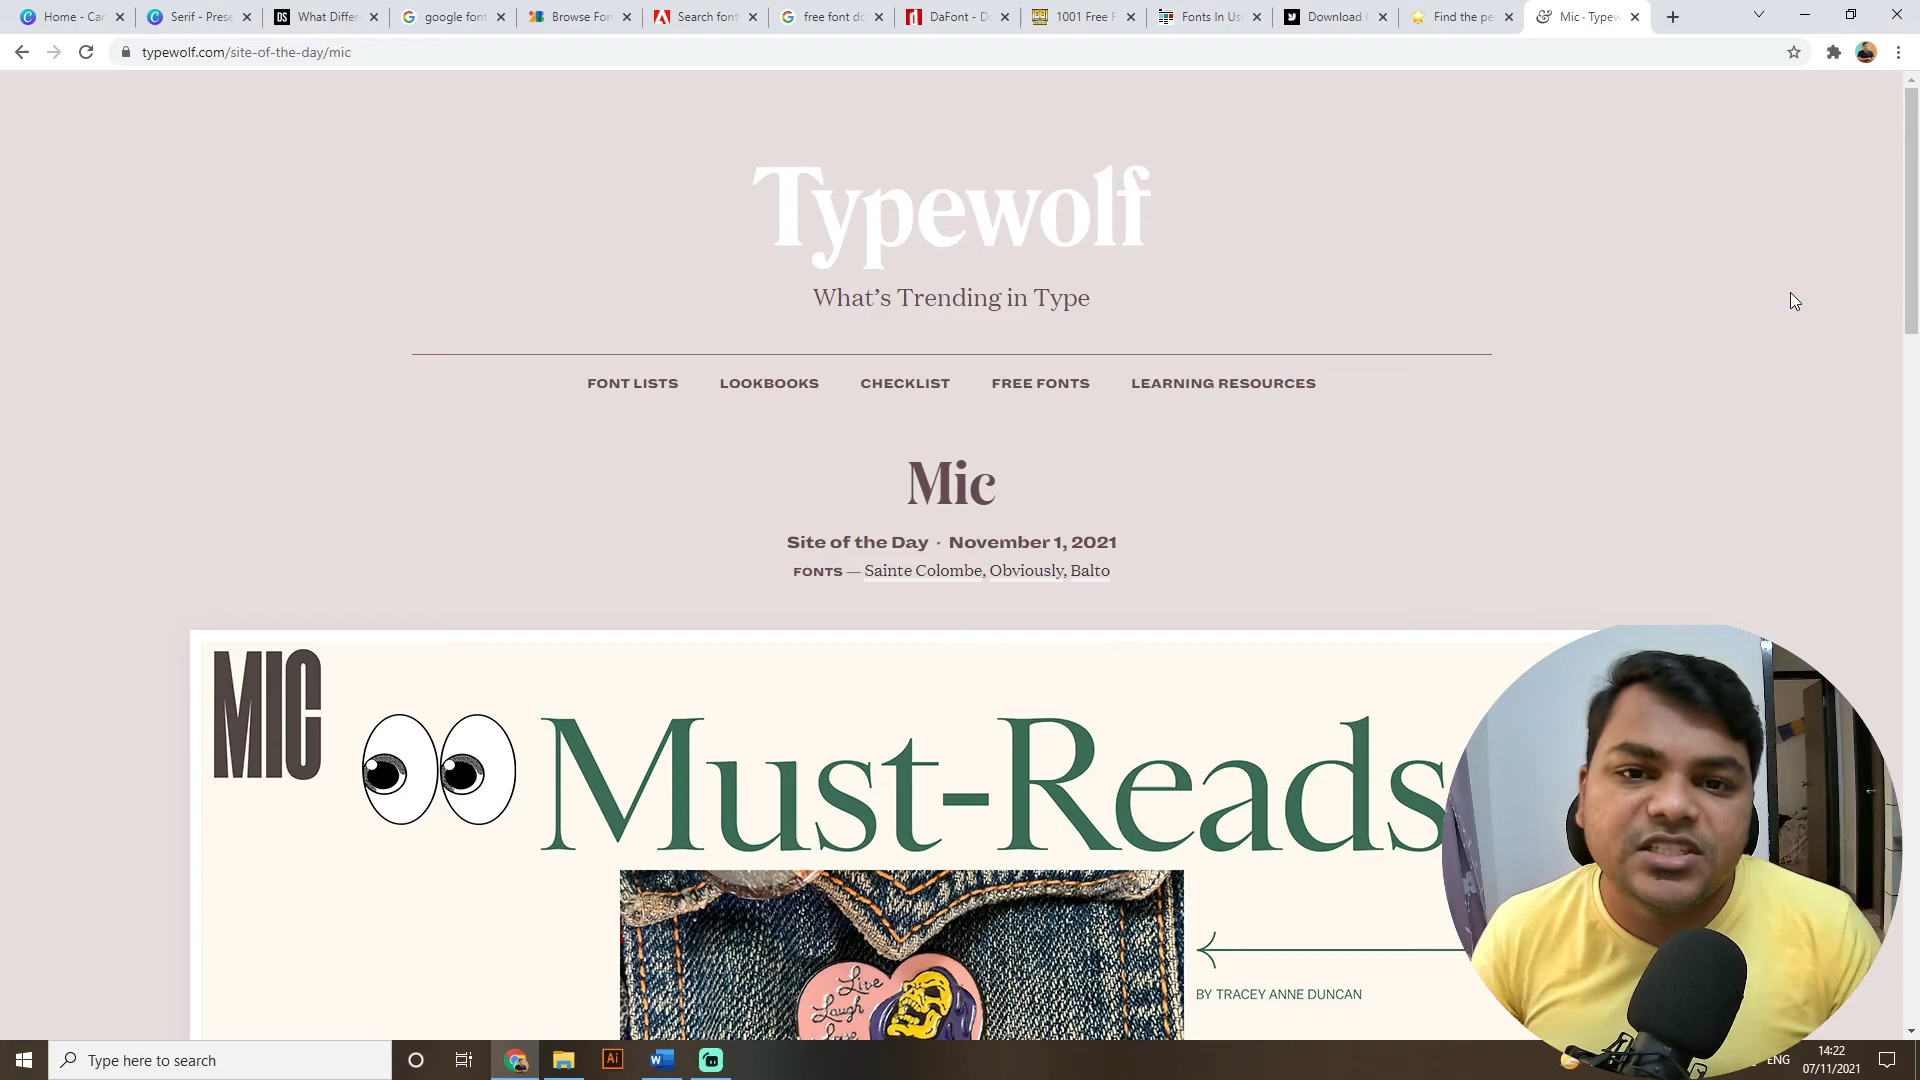 Home - Can
Serif - Prese
What Differ
google font
Browse Fon
Search font
free font do
DaFont - D
1001 Free F
Fonts In Us
Download
Find the pe
Mic · Typew
typewolf.com/site-of-the-day/mic
Typewolf
What's Trending in Type
FONT LISTS LOOKBOOKS CHECKLIST FREE FONTS LEARNING RESOURCES
Mic
Site of the Day · November 1, 2021
FONTS — Sainte Colombe, Obviously, Balto
MIC
Must-Reads
Live
Laugh
BY TRACEY ANNE DUNCAN
Type here to search
Ai
ENG
14:22
07/11/2021